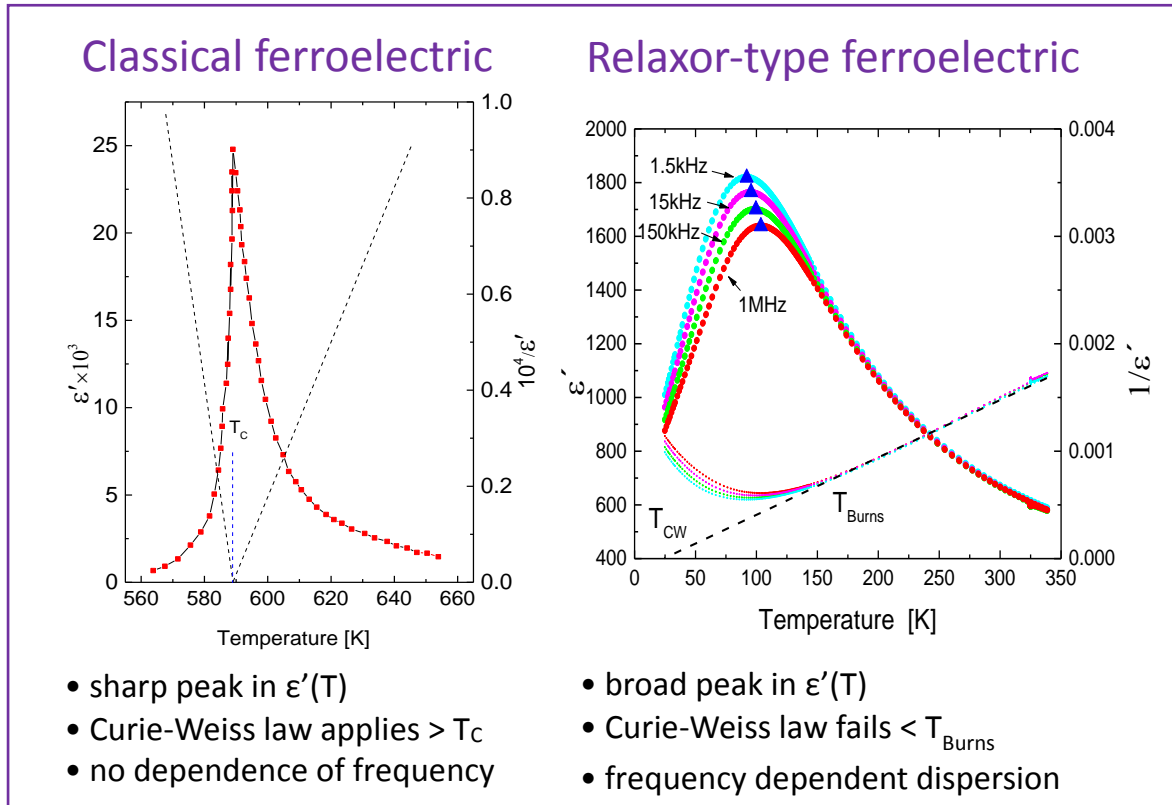 Classical ferroelectric
1.0
25
20
15
10
5
0
ε' ×10³
0.8
0.6
0.4
0.2
0.0
10⁴/ε'
T_C
560 580 600 620 640 660
Temperature [K]
• sharp peak in ε'(T)
• Curie-Weiss law applies > Tc
• no dependence of frequency
Relaxor-type ferroelectric
2000
1800
1600
1400
1200
1000
800
600
400
ε´
0.004
0.003
0.002
0.001
0.000
1/ε´
1.5kHz
15kHz
150kHz
1MHz
T_CW
T_Burns
0 50 100 150 200 250 300 350
Temperature [K]
• broad peak in ε'(T)
• Curie-Weiss law fails < T_Burns
• frequency dependent dispersion